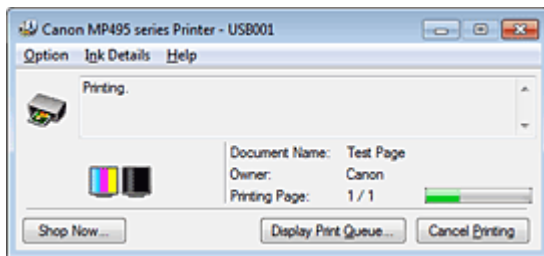 Canon MP495 series Printer - USB001
Option Ink Details Help
Printing.
Document Name: Test Page
Owner: Canon
Printing Page: 1 / 1
Shop Now... Display Print Queue... Cancel Printing